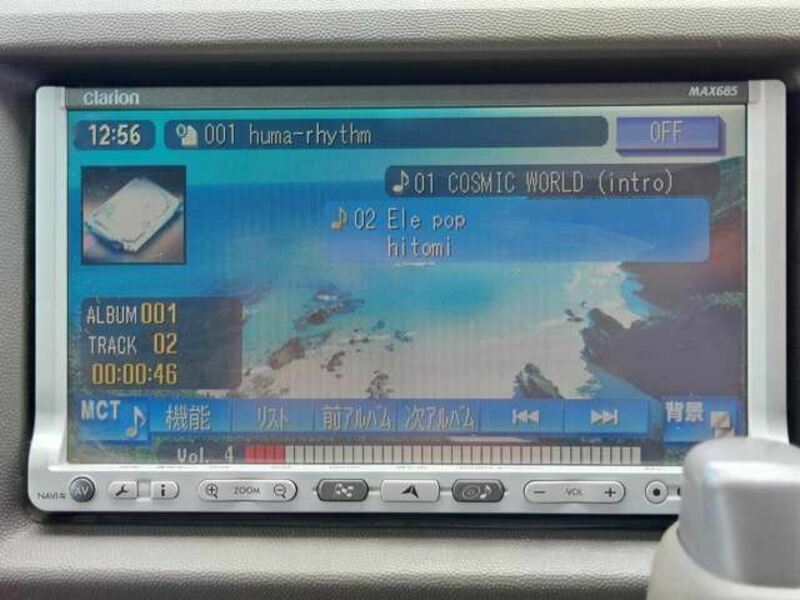 clarion
MAX685
12:56
001 huma-rhythm
OFF
01 COSMIC WORLD (intro)
02 Ele pop
hitomi
ALBUM 001
TRACK 02
00:00:46
MCT 機能 リスト 前アルバム 次アルバム 背景
Vol. 4
NAVI AV i ZOOM − VOL +